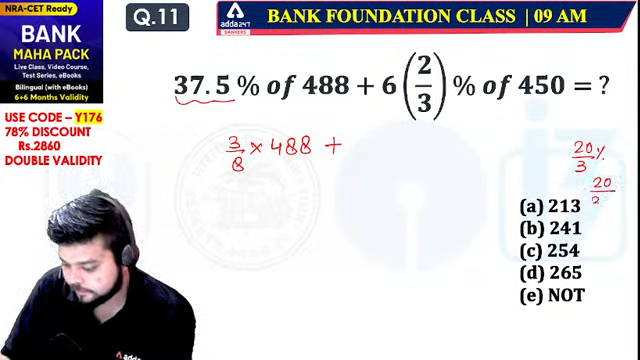 NRA-CET Ready
BANK
MAHA PACK
Live Class, Video Course,
Test Series, eBooks
Bilingual (with eBooks)
6+6 Months Validity
USE CODE – Y176
78% DISCOUNT
Rs.2860
DOUBLE VALIDITY
Q.11
adda247
BANKERS
BANK FOUNDATION CLASS | 09 AM
37.5 % of 488 + 6 (2/3) % of 450 = ?
3/8 × 488 +
20/3 %
20
(a) 213
(b) 241
(c) 254
(d) 265
(e) NOT